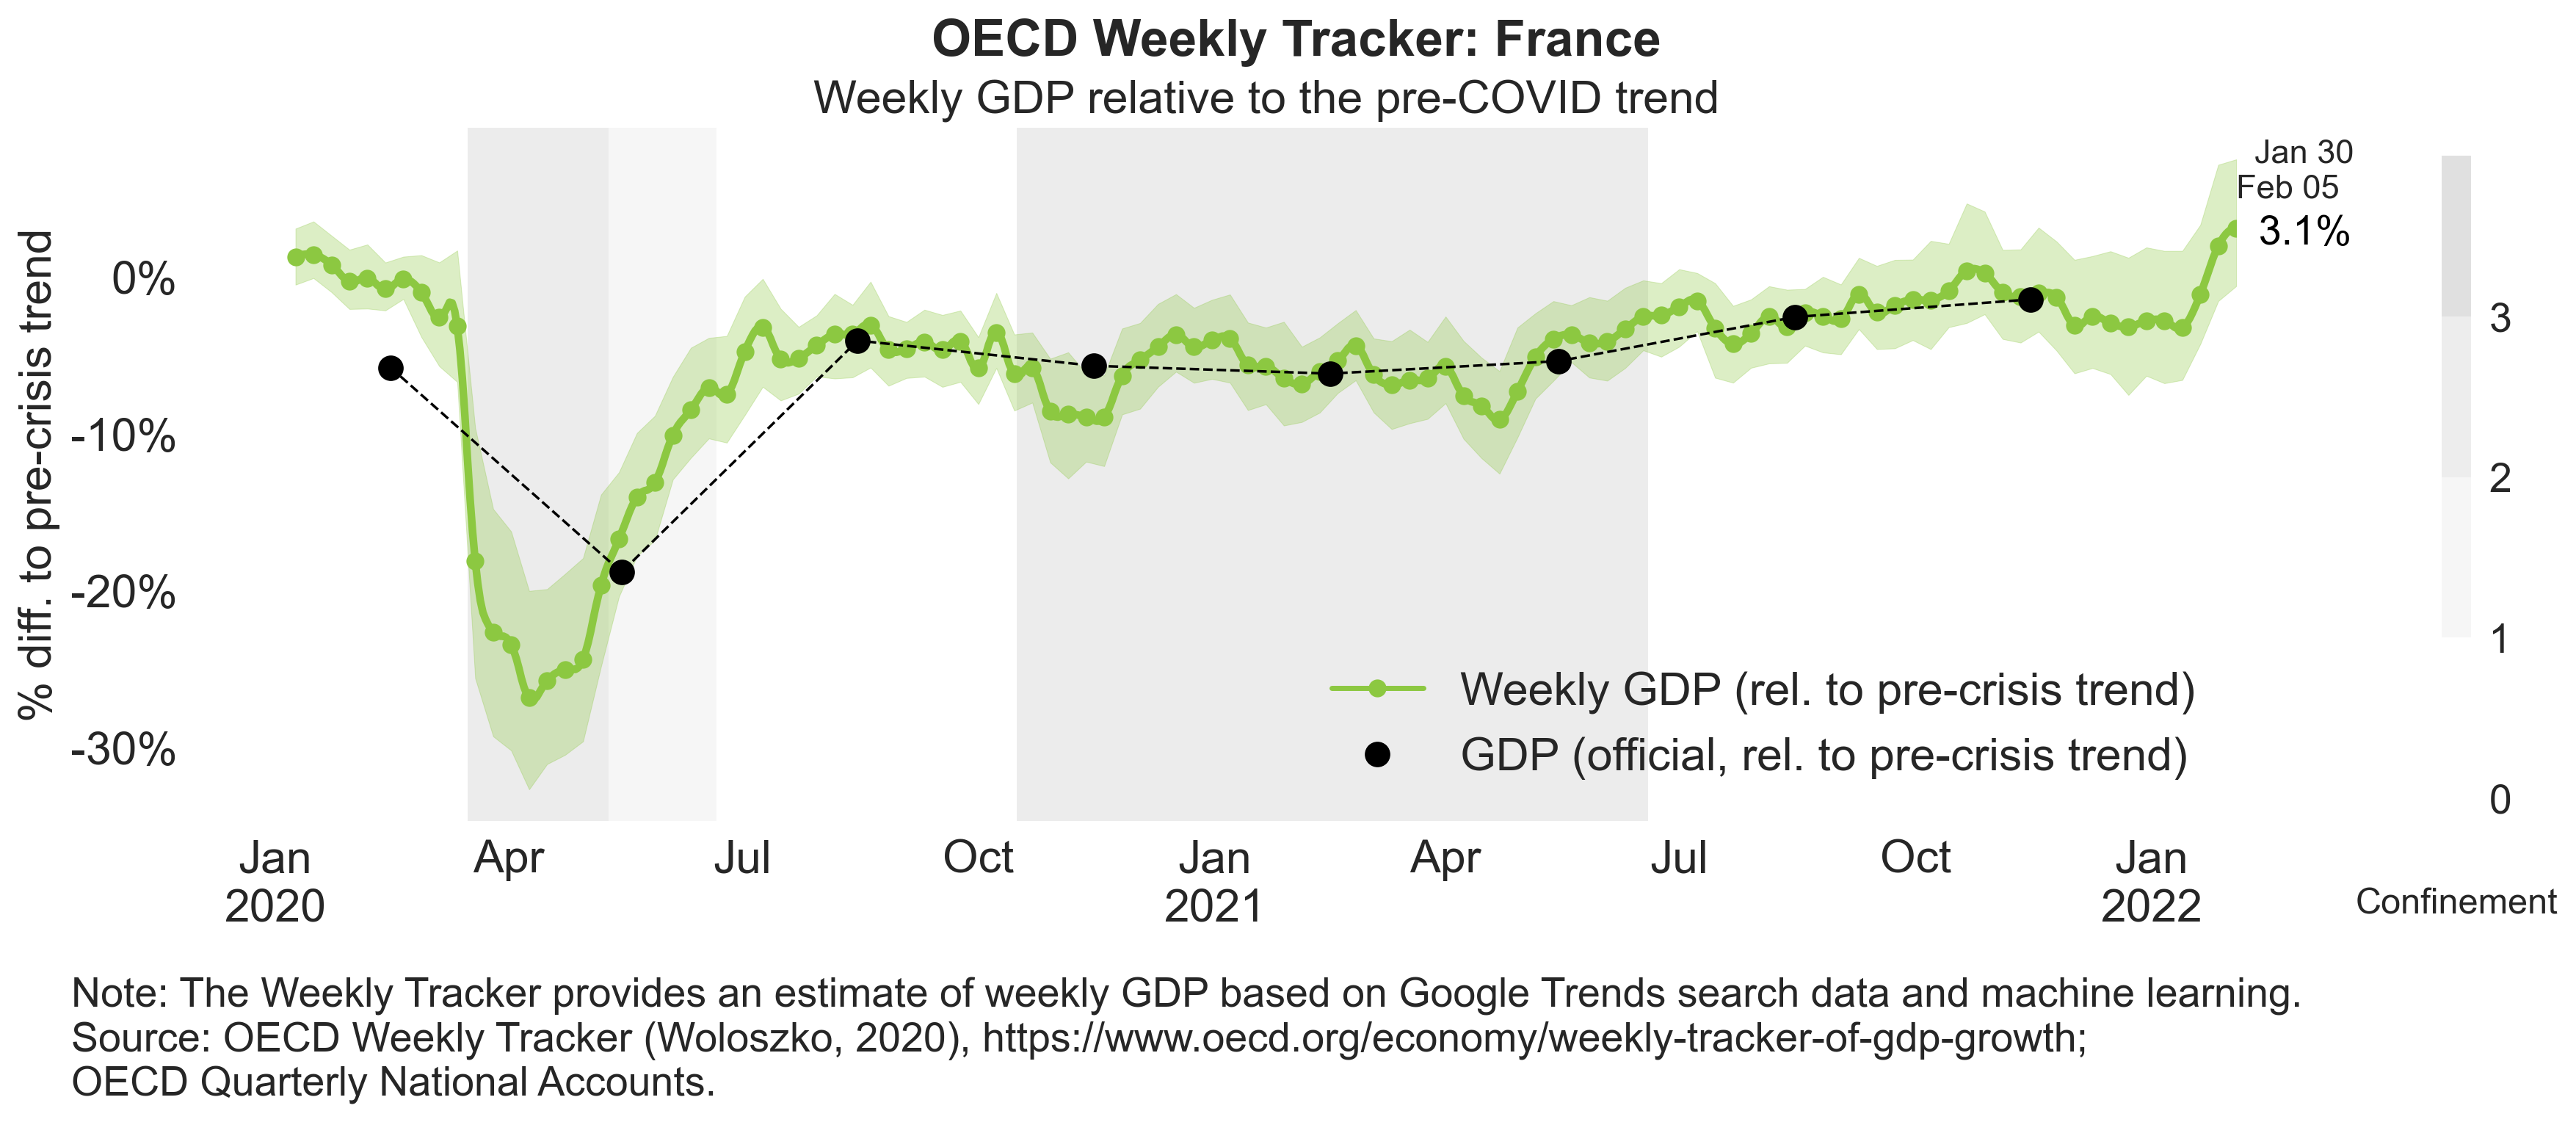 OECD Weekly Tracker: France
Weekly GDP relative to the pre-COVID trend
% diff. to pre-crisis trend
0%
-10%
-20%
-30%
Jan 30
Feb 05
3.1%
3
2
1
0
Confinement
Weekly GDP (rel. to pre-crisis trend)
GDP (official, rel. to pre-crisis trend)
Jan Apr Jul Oct Jan Apr Jul Oct Jan
2020 2021 2022
Note: The Weekly Tracker provides an estimate of weekly GDP based on Google Trends search data and machine learning.
Source: OECD Weekly Tracker (Woloszko, 2020), https://www.oecd.org/economy/weekly-tracker-of-gdp-growth;
OECD Quarterly National Accounts.